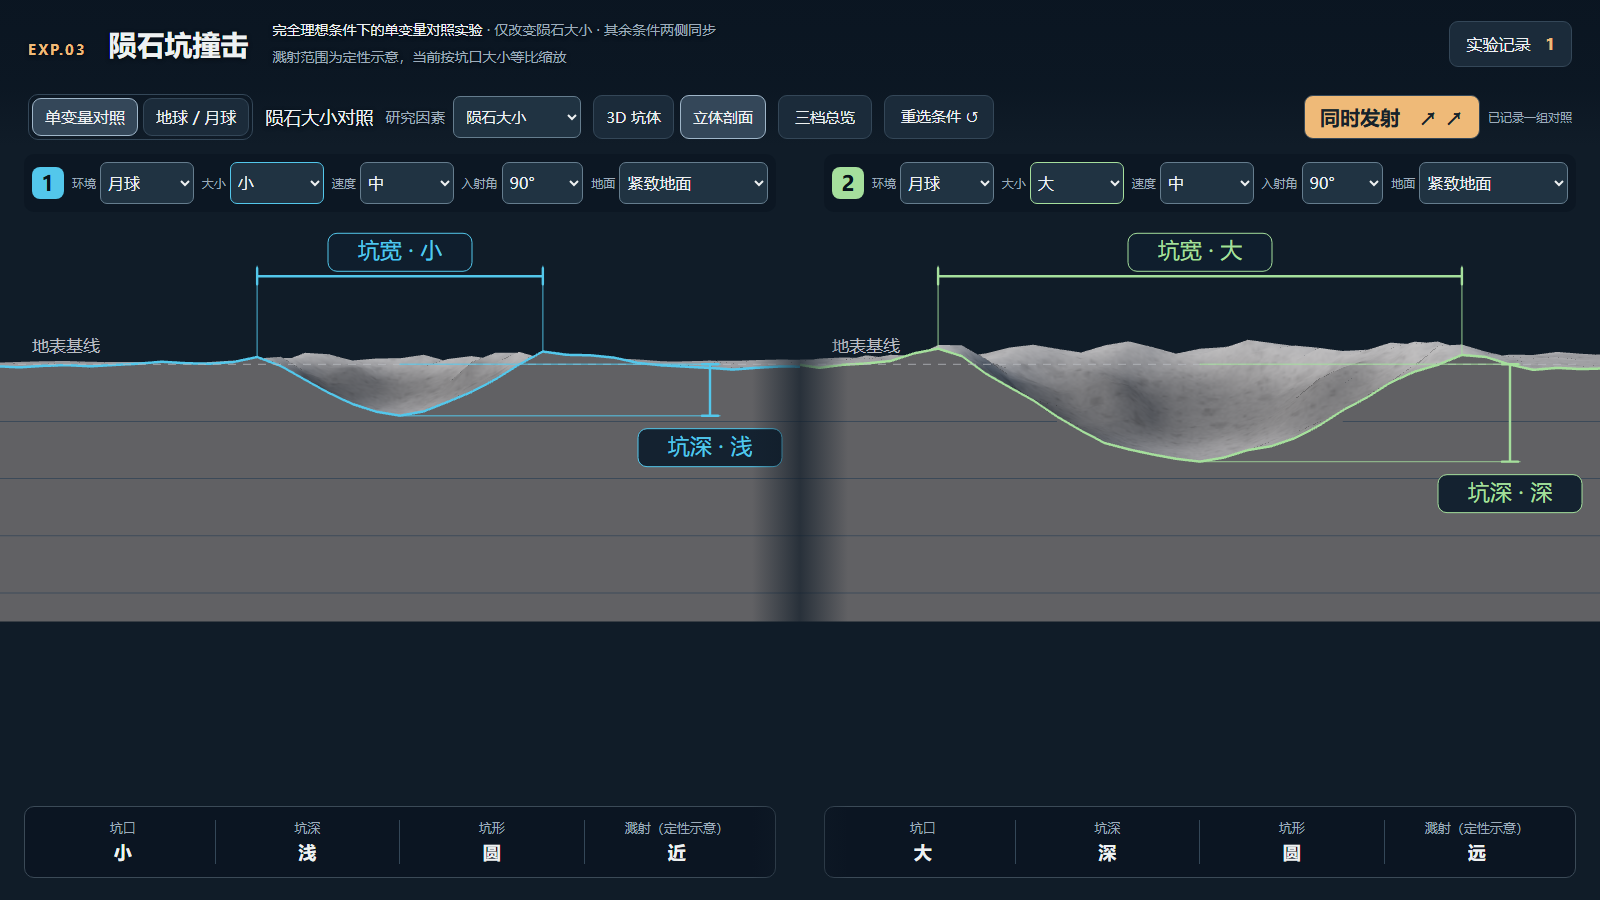 EXP.03
陨石坑撞击
完全理想条件下的单变量对照实验 · 仅改变陨石大小 · 其余条件两侧同步
溅射范围为定性示意，当前按坑口大小等比缩放
实验记录 1
单变量对照
地球 / 月球
陨石大小对照
研究因素
陨石大小
3D 坑体
立体剖面
三档总览
重选条件 ↺
同时发射 ↗ ↗
已记录一组对照
1 环境 月球 大小 小 速度 中 入射角 90° 地面 紧致地面
2 环境 月球 大小 大 速度 中 入射角 90° 地面 紧致地面
坑宽 · 小
坑宽 · 大
地表基线
地表基线
坑深 · 浅
坑深 · 深
坑口 坑深 坑形 溅射（定性示意）
小 浅 圆 近
坑口 坑深 坑形 溅射（定性示意）
大 深 圆 远